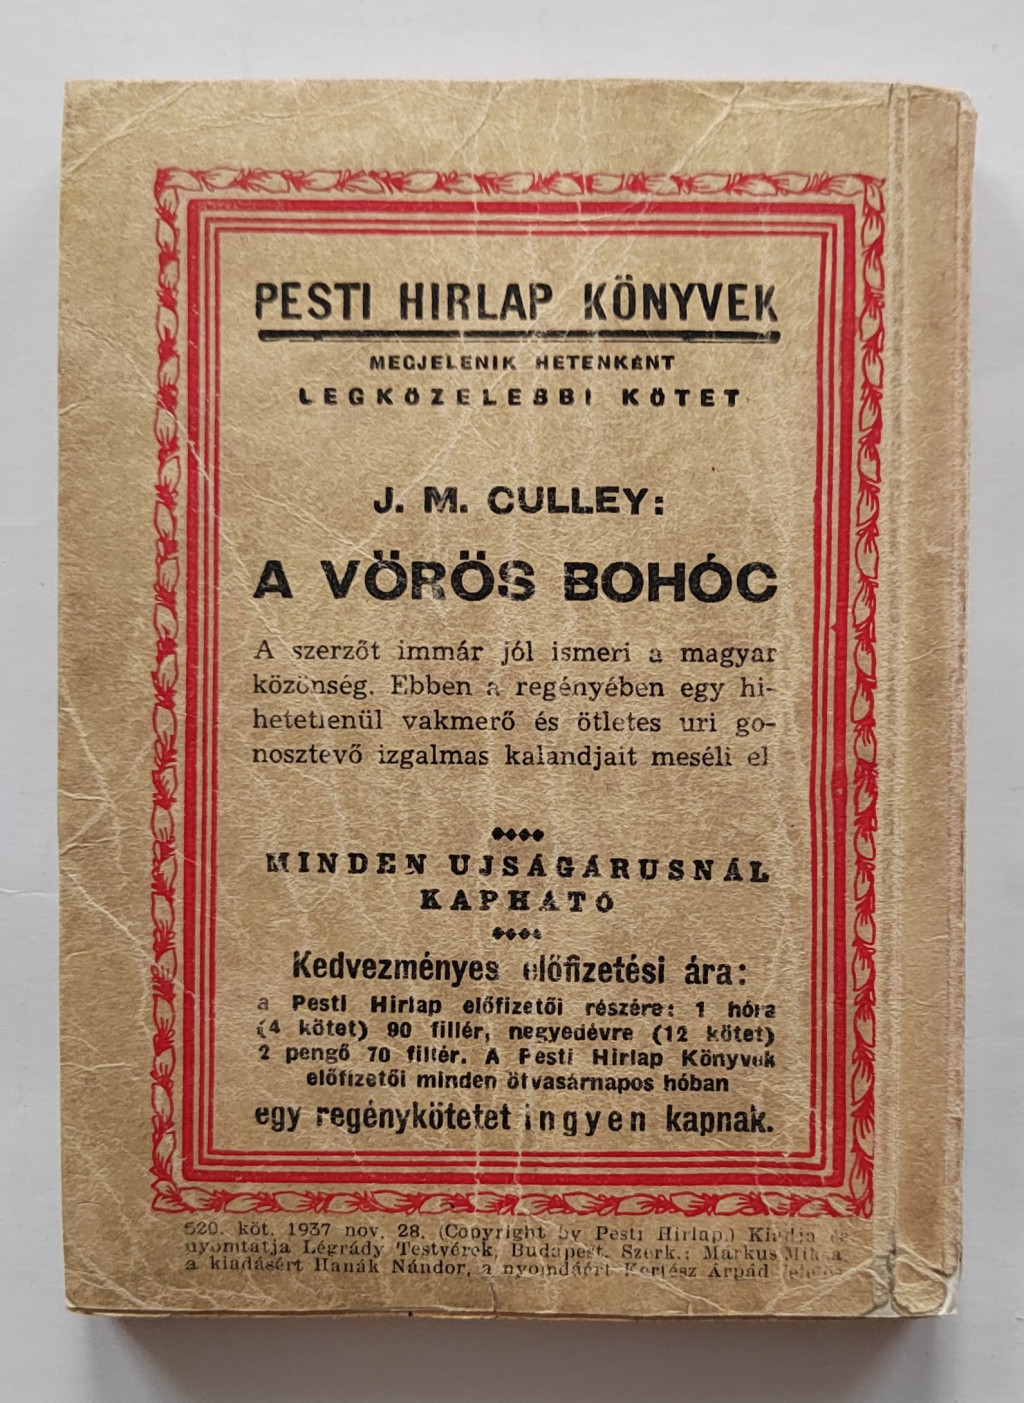 PESTI HIRLAP KÖNYVEK
MEGJELENIK HETENKÉNT
LEGKÖZELEBBI KÖTET
J. M. CULLEY:
A VÖRÖS BOHÓC
A szerzőt immár jól ismeri a magyar
közönség. Ebben a regényében egy hi-
hetetlenül vakmerő és ötletes uri go-
nosztevő izgalmas kalandjait meséli el
MINDEN UJSÁGÁRUSNÁL
KAPHATÓ
Kedvezményes előfizetési ára:
a Pesti Hirlap előfizetői részére: 1 hóra
(4 kötet) 90 fillér, negyedévre (12 kötet)
2 pengő 70 fillér. A Pesti Hirlap Könyvek
előfizetői minden ötvasárnapos hóban
egy regénykötetet ingyen kapnak.
520. köt. 1937 nov. 28. (Copyright by Pesti Hirlap.) Kiadja és
nyomtatja Légrády Testvérek, Budapest. Szerk.: Márkus Miksa,
a kiadásért Hanák Nándor, a nyomdáért Kertész Árpád felelős